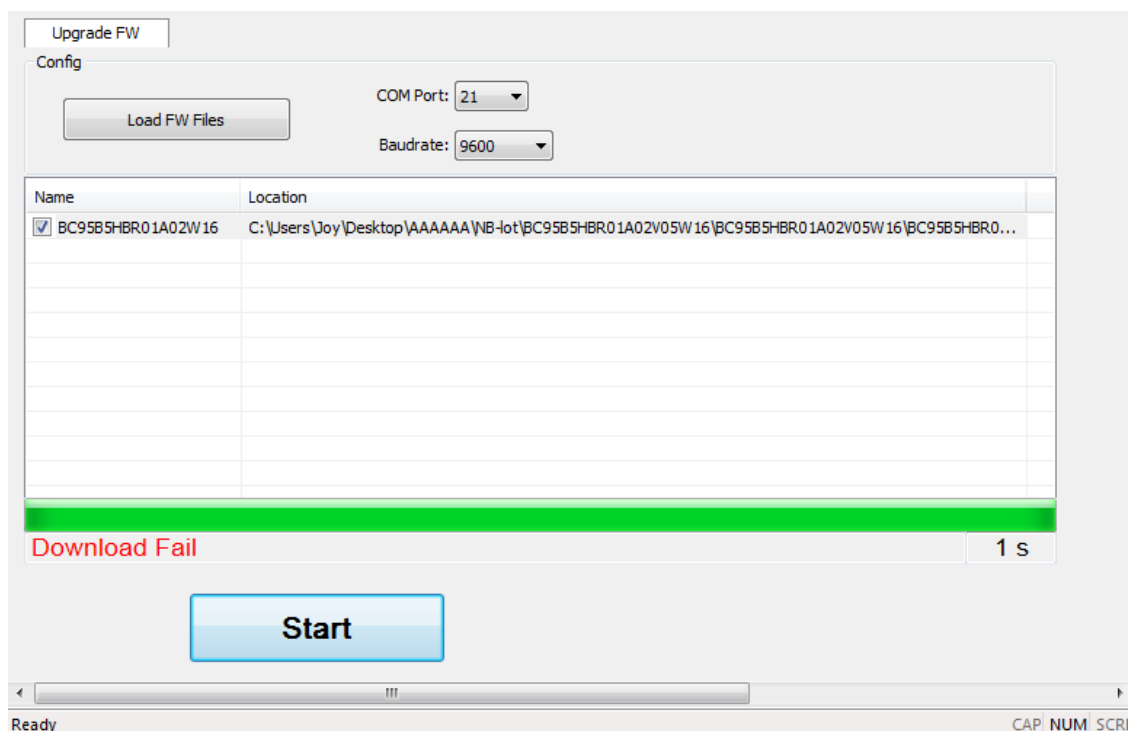 Upgrade FW
Config
Load FW Files
COM Port: 21
Baudrate: 9600
Name Location
BC95B5HBR01A02W16 C:\Users\Joy\Desktop\AAAAAA\NB-Iot\BC95B5HBR01A02V05W16\BC95B5HBR01A02V05W16\BC95B5HBR0...
Download Fail 1 s
Start
Ready CAP NUM SCRL